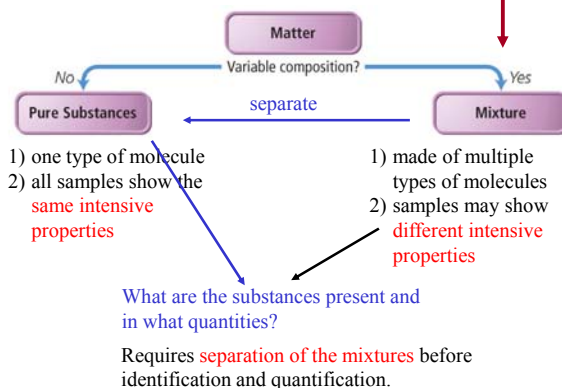 Matter
Variable composition?
No
Yes
Pure Substances
separate
Mixture
1) one type of molecule
2) all samples show the
same intensive
properties
1) made of multiple
types of molecules
2) samples may show
different intensive
properties
What are the substances present and
in what quantities?
Requires separation of the mixtures before
identification and quantification.